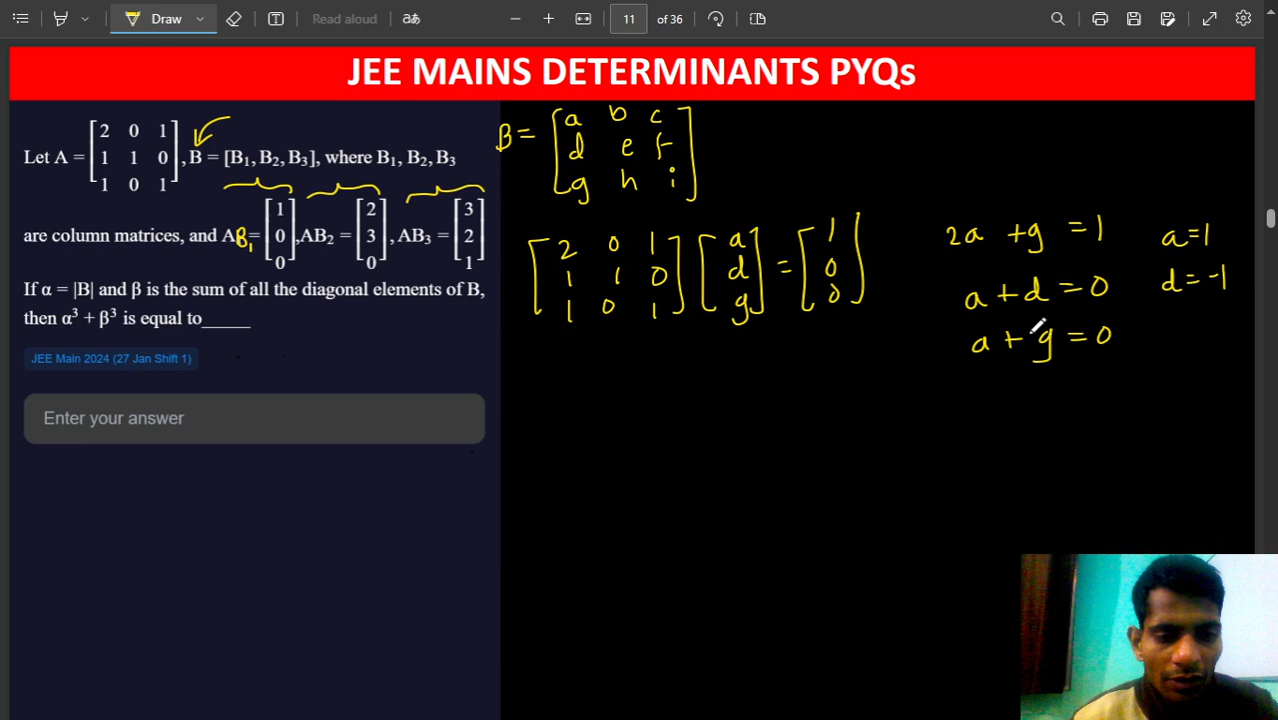 Draw
Read aloud
aあ
11 of 36
JEE MAINS DETERMINANTS PYQs
Let A = [2 0 1; 1 1 0; 1 0 1], B = [B₁, B₂, B₃], where B₁, B₂, B₃
are column matrices, and AB₁ = [1; 0; 0], AB₂ = [2; 3; 0], AB₃ = [3; 2; 1]
If α = |B| and β is the sum of all the diagonal elements of B,
then α³ + β³ is equal to_____
JEE Main 2024 (27 Jan Shift 1)
Enter your answer
B = [a b c; d e f; g h i]
[2 0 1; 1 1 0; 1 0 1] [a; d; g] = [1; 0; 0]
2a + g = 1
a + d = 0
a + g = 0
a = 1
d = -1